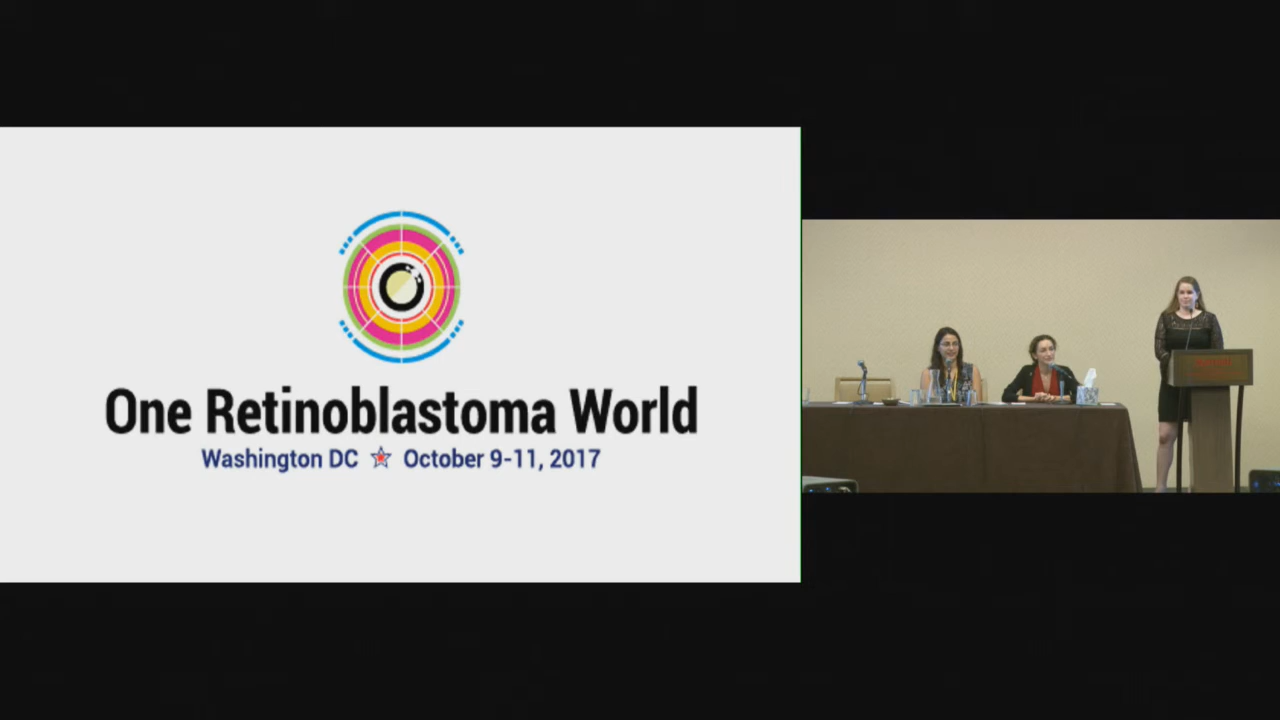 One Retinoblastoma World
Washington DC ★ October 9-11, 2017